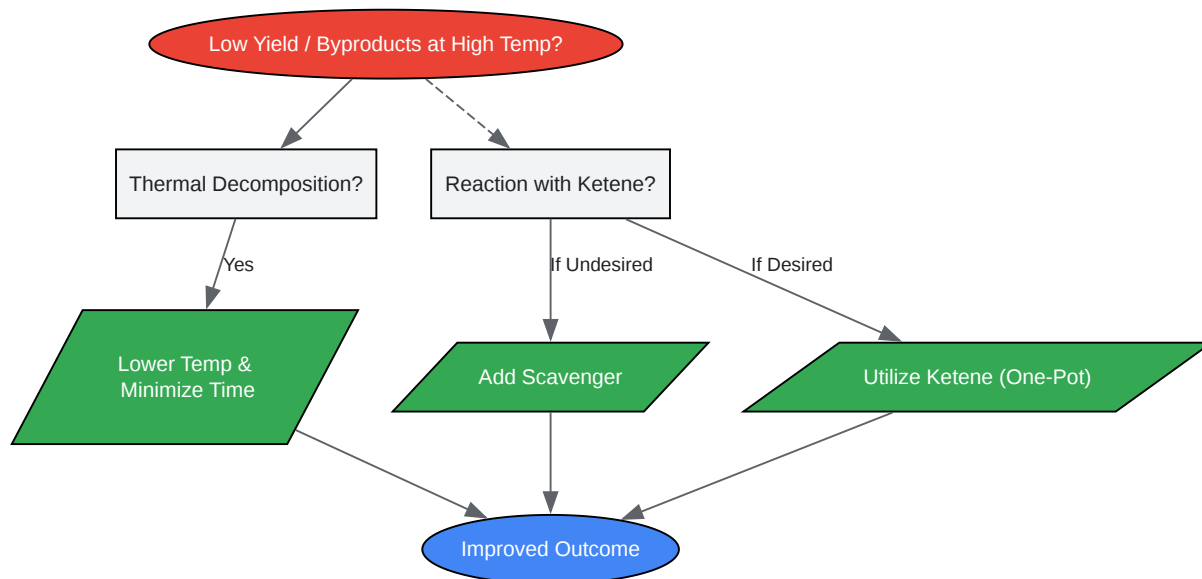 Low Yield / Byproducts at High Temp?
Thermal Decomposition?
Reaction with Ketene?
Yes
If Undesired
If Desired
Lower Temp &
Minimize Time
Add Scavenger
Utilize Ketene (One-Pot)
Improved Outcome